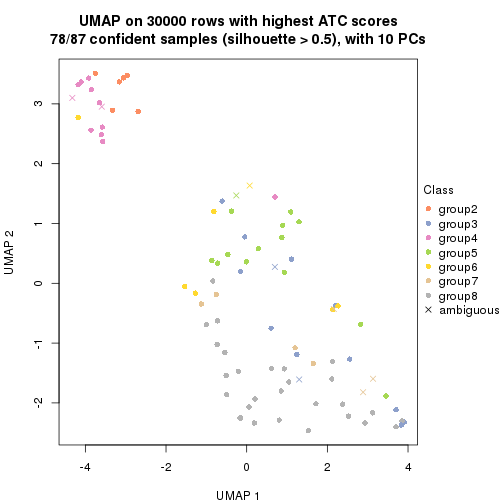 UMAP on 30000 rows with highest ATC scores
78/87 confident samples (silhouette > 0.5), with 10 PCs
UMAP 2
3
2
1
0
-1
-2
-4
-2
0
2
4
UMAP 1
Class
group2
group3
group4
group5
group6
group7
group8
ambiguous